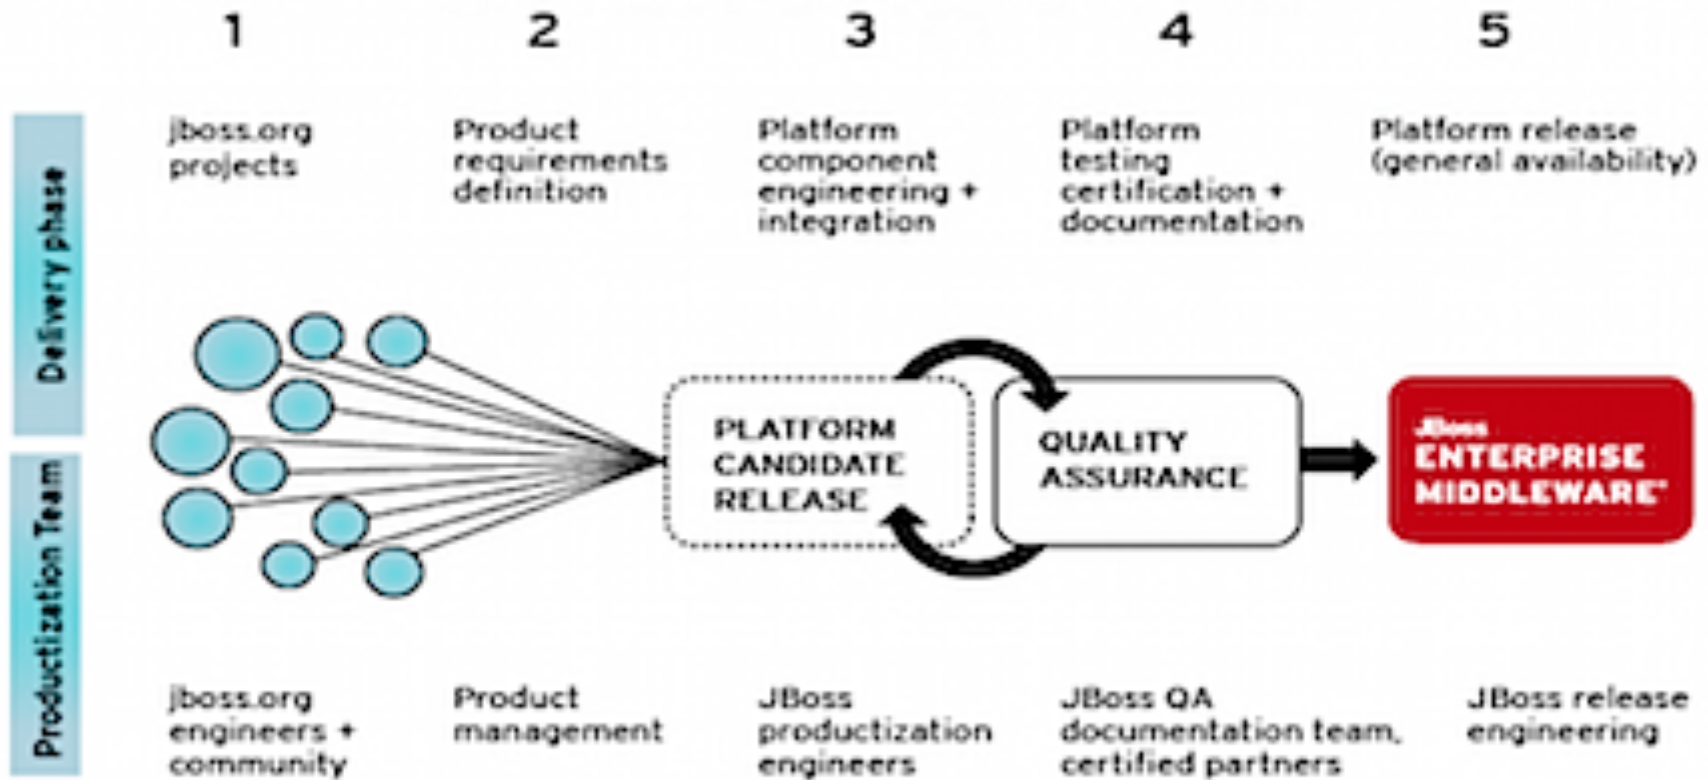 1 2 3 4 5
Delivery phase
jboss.org
projects
Product
requirements
definition
Platform
component
engineering +
integration
Platform
testing
certification +
documentation
Platform release
(general availability)
PLATFORM
CANDIDATE
RELEASE
QUALITY
ASSURANCE
JBoss
ENTERPRISE
MIDDLEWARE
Productization Team
jboss.org
engineers +
community
Product
management
JBoss
productization
engineers
JBoss QA
documentation team,
certified partners
JBoss release
engineering